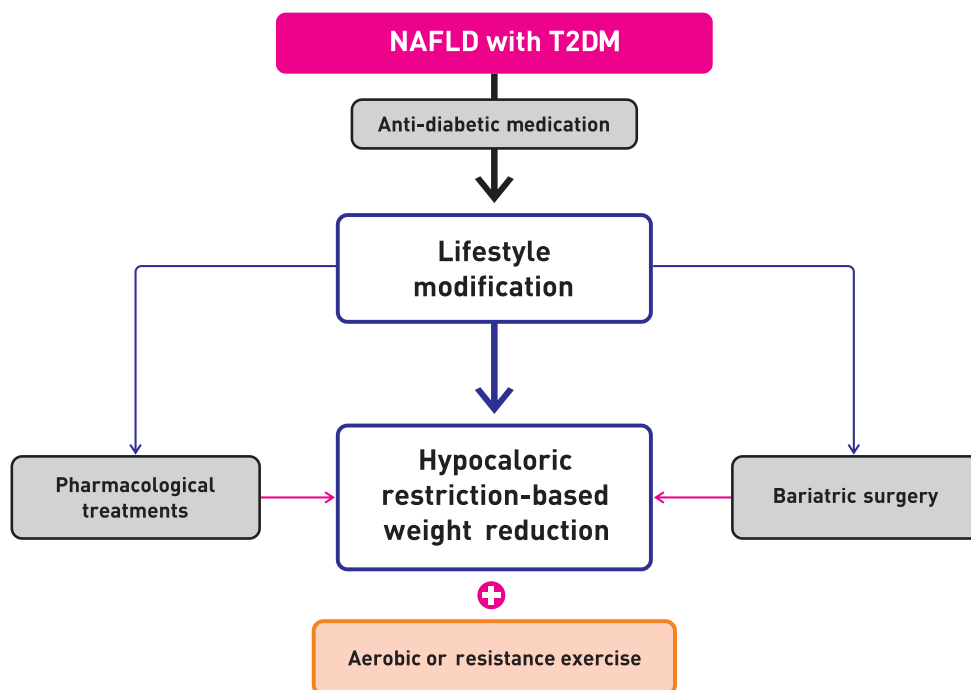 NAFLD with T2DM
Anti-diabetic medication
Lifestyle
modification
Pharmacological
treatments
Hypocaloric
restriction-based
weight reduction
Bariatric surgery
Aerobic or resistance exercise